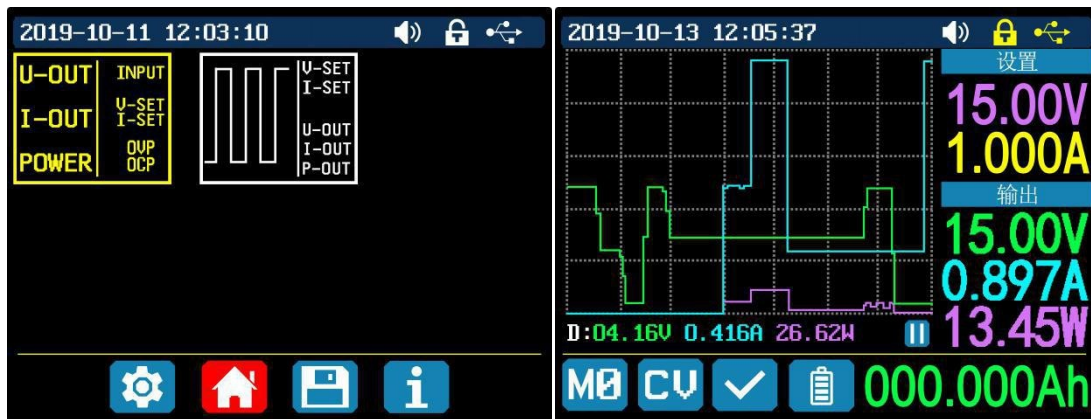 2019-10-11 12:03:10
U-OUT INPUT
V-SET
I-OUT I-SET
POWER OVP
OCP
V-SET
I-SET
U-OUT
I-OUT
P-OUT
i
2019-10-13 12:05:37
设置
15.00V
1.000A
输出
15.00V
0.897A
13.45W
D:04.16V 0.416A 26.62W
M0 CV 000.000Ah